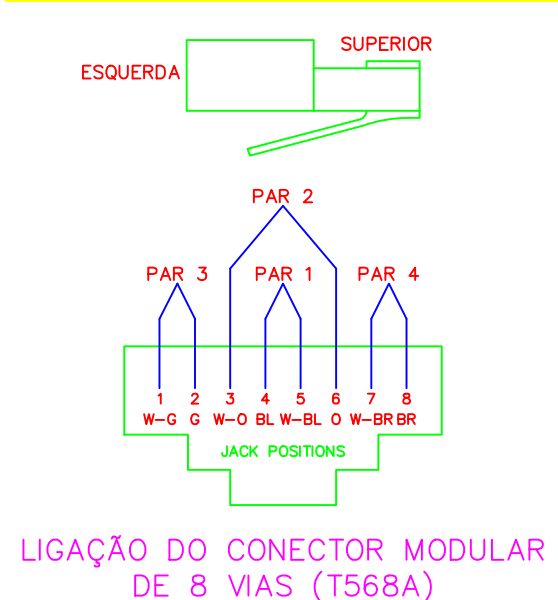 SUPERIOR
ESQUERDA
PAR 2
PAR 3 PAR 1 PAR 4
1 2 3 4 5 6 7 8
W-G G W-O BL W-BL O W-BR BR
JACK POSITIONS
LIGAÇÃO DO CONECTOR MODULAR
DE 8 VIAS (T568A)